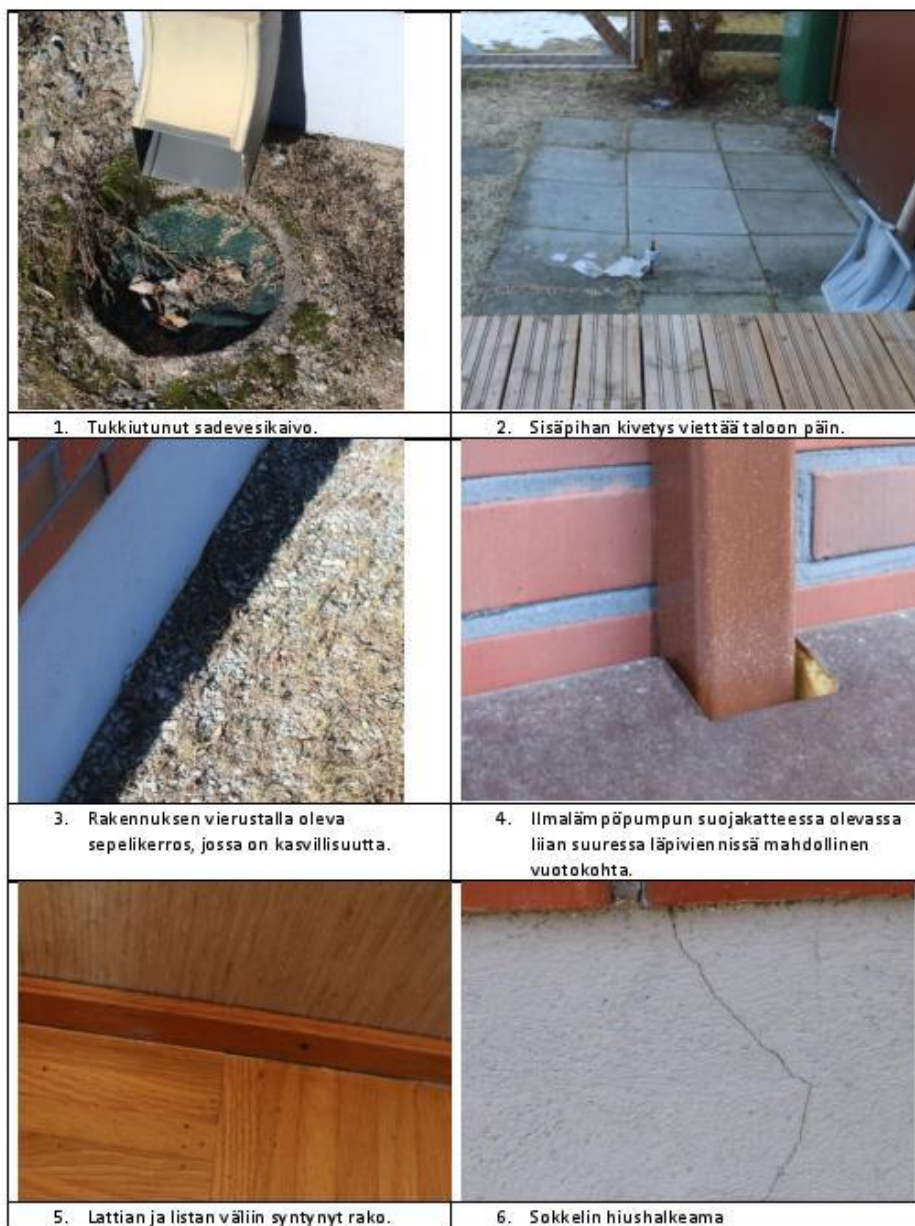 1. Tukkiutunut sadevesikaivo.
2. Sisäpihan kivetys viettää taloon päin.
3. Rakennuksen vierustalla oleva
sepelikerros, jossa on kasvillisuutta.
4. Ilmalämpöpumpun suojakatteessa olevassa
liian suuressa läpiviennissä mahdollinen
vuotokohta.
5. Lattian ja listan väliin syntynyt rako.
6. Sokkelin hiushalkeama